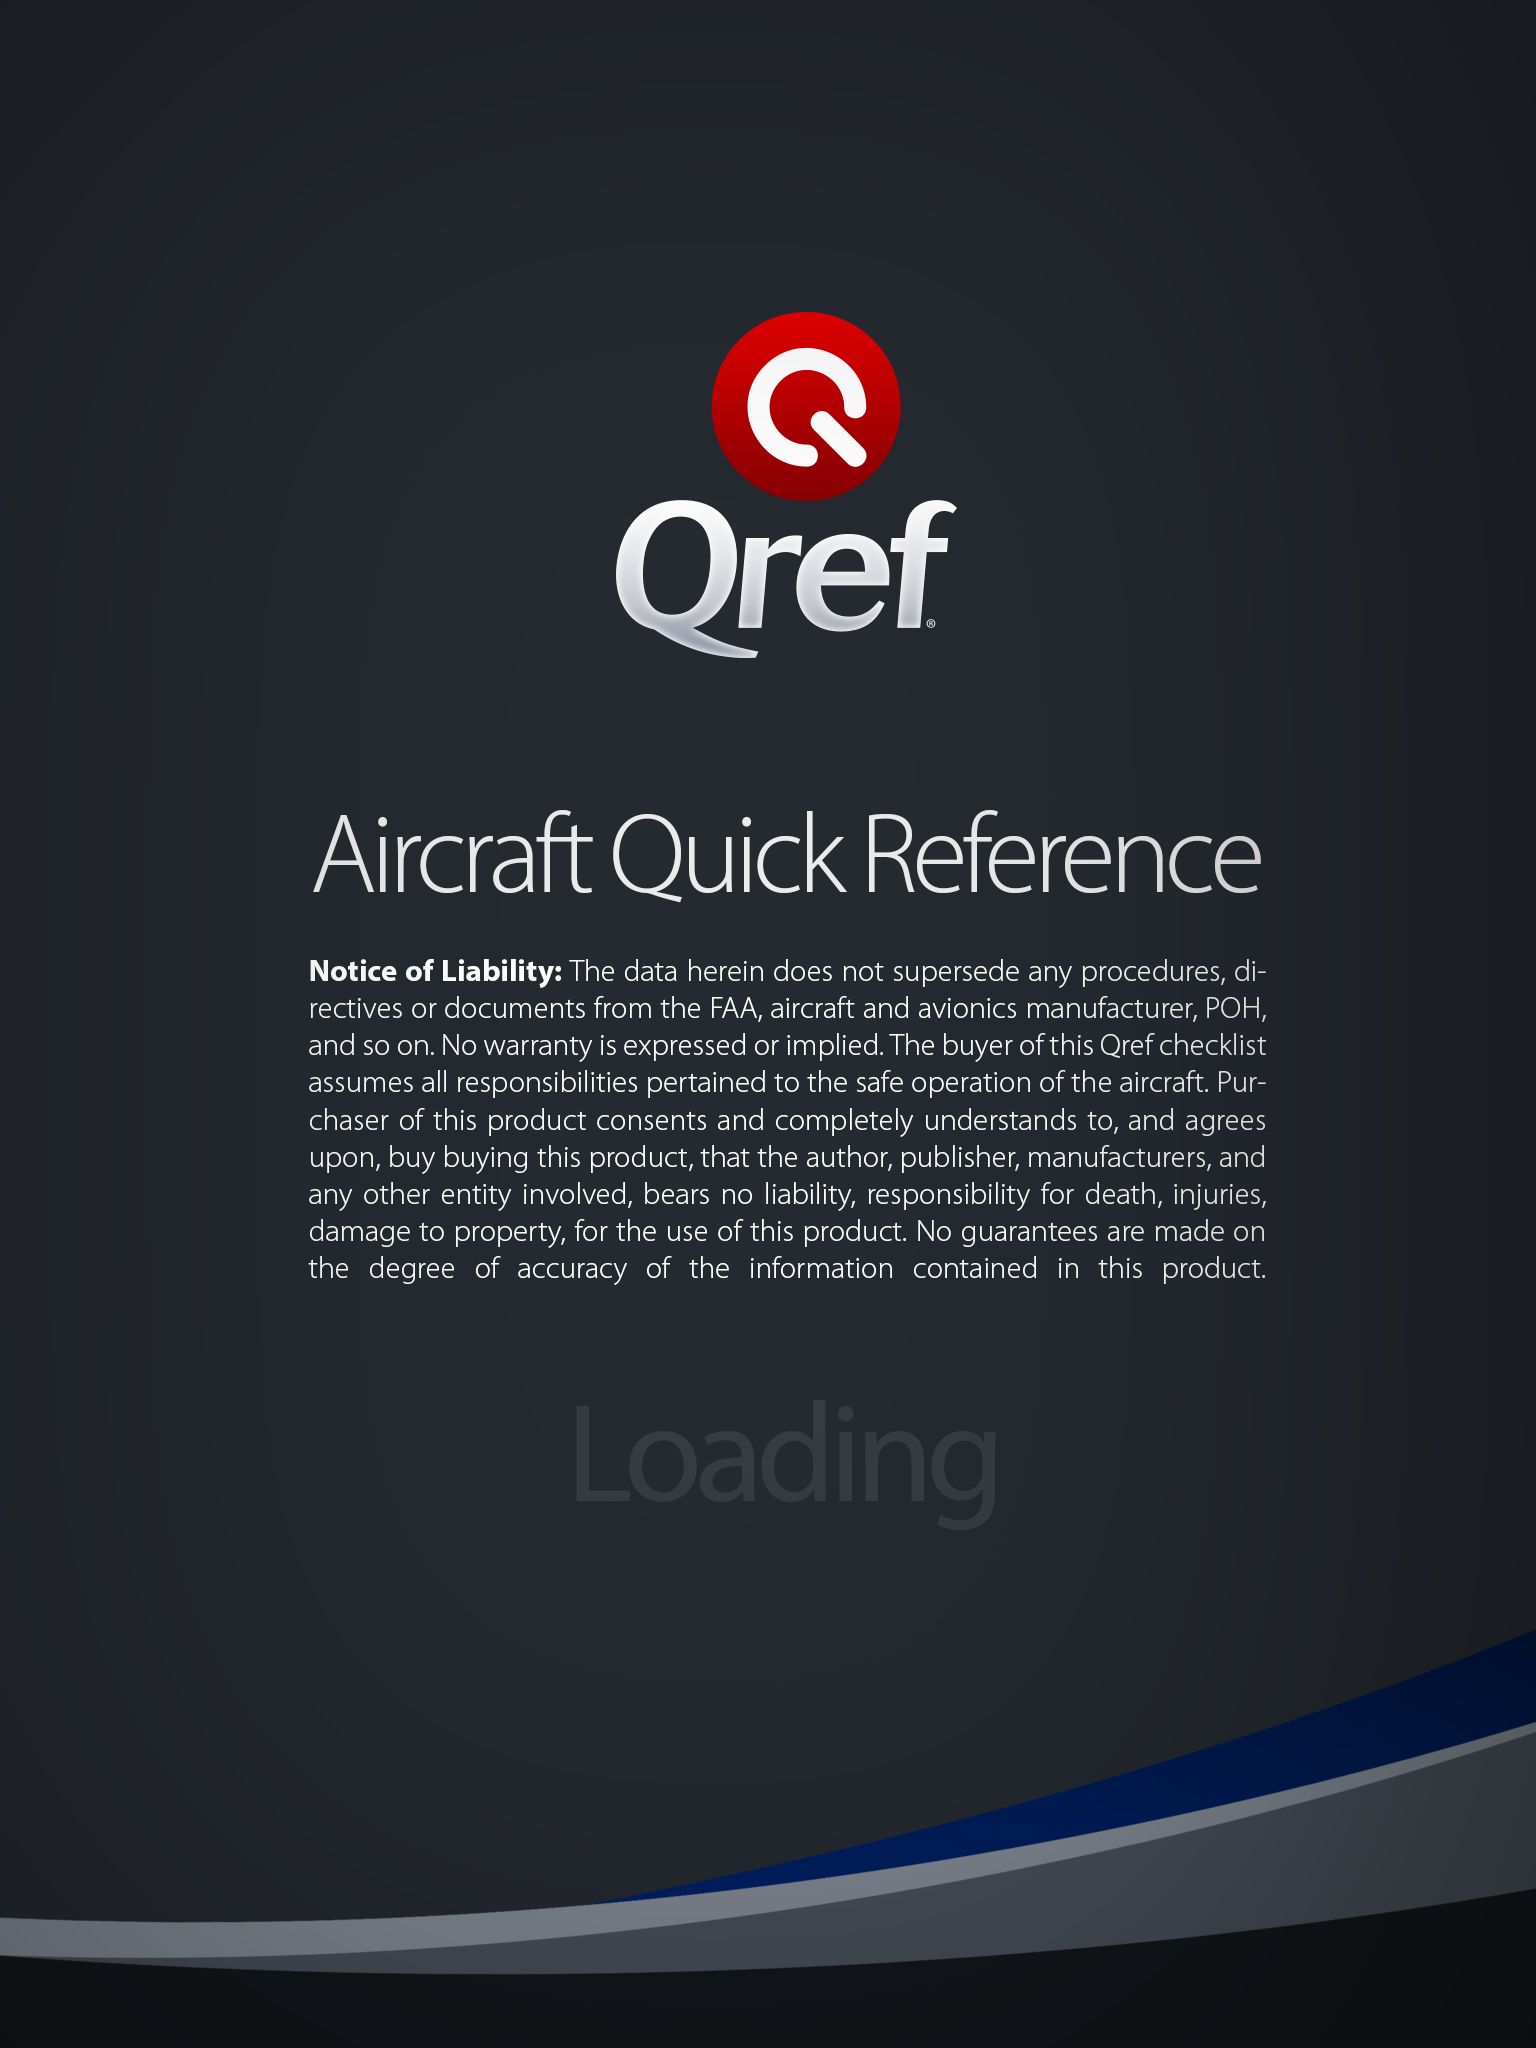 Qref®
Aircraft Quick Reference
Notice of Liability: The data herein does not supersede any procedures, di-
rectives or documents from the FAA, aircraft and avionics manufacturer, POH,
and so on. No warranty is expressed or implied. The buyer of this Qref checklist
assumes all responsibilities pertained to the safe operation of the aircraft. Pur-
chaser of this product consents and completely understands to, and agrees
upon, buy buying this product, that the author, publisher, manufacturers, and
any other entity involved, bears no liability, responsibility for death, injuries,
damage to property, for the use of this product. No guarantees are made on
the degree of accuracy of the information contained in this product.
Loading